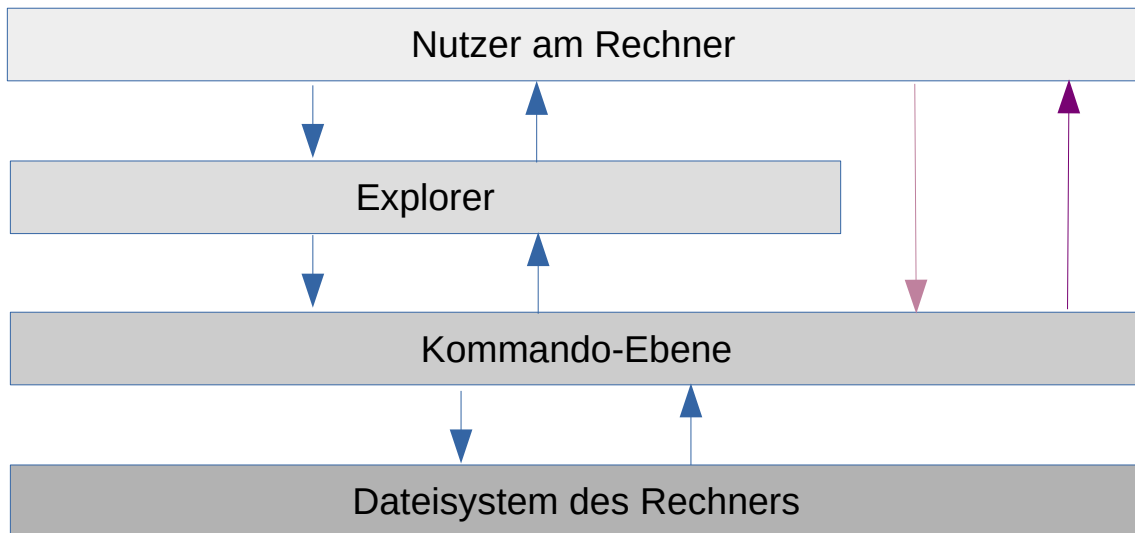 Nutzer am Rechner
Explorer
Kommando-Ebene
Dateisystem des Rechners